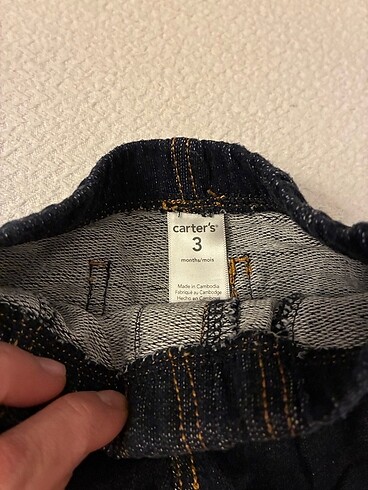 carter's®
3
months/mois
Made in Cambodia
Fabriqué au Cambodge
Hecho en Camboya